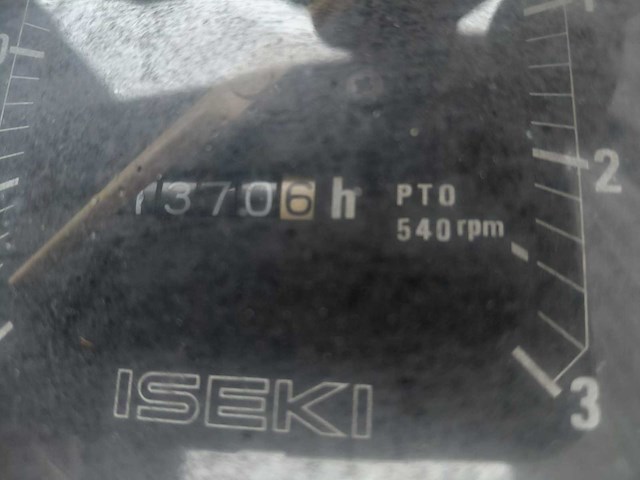 2
13706 h
PTO
540 rpm
3
ISEKI